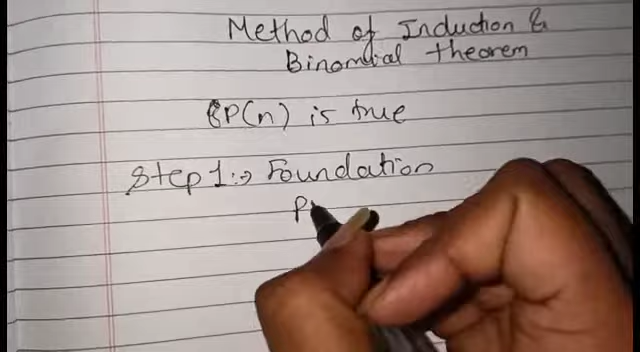 Method of Induction &
Binomial theorem
P(n) is true
Step 1:→ Foundation
P